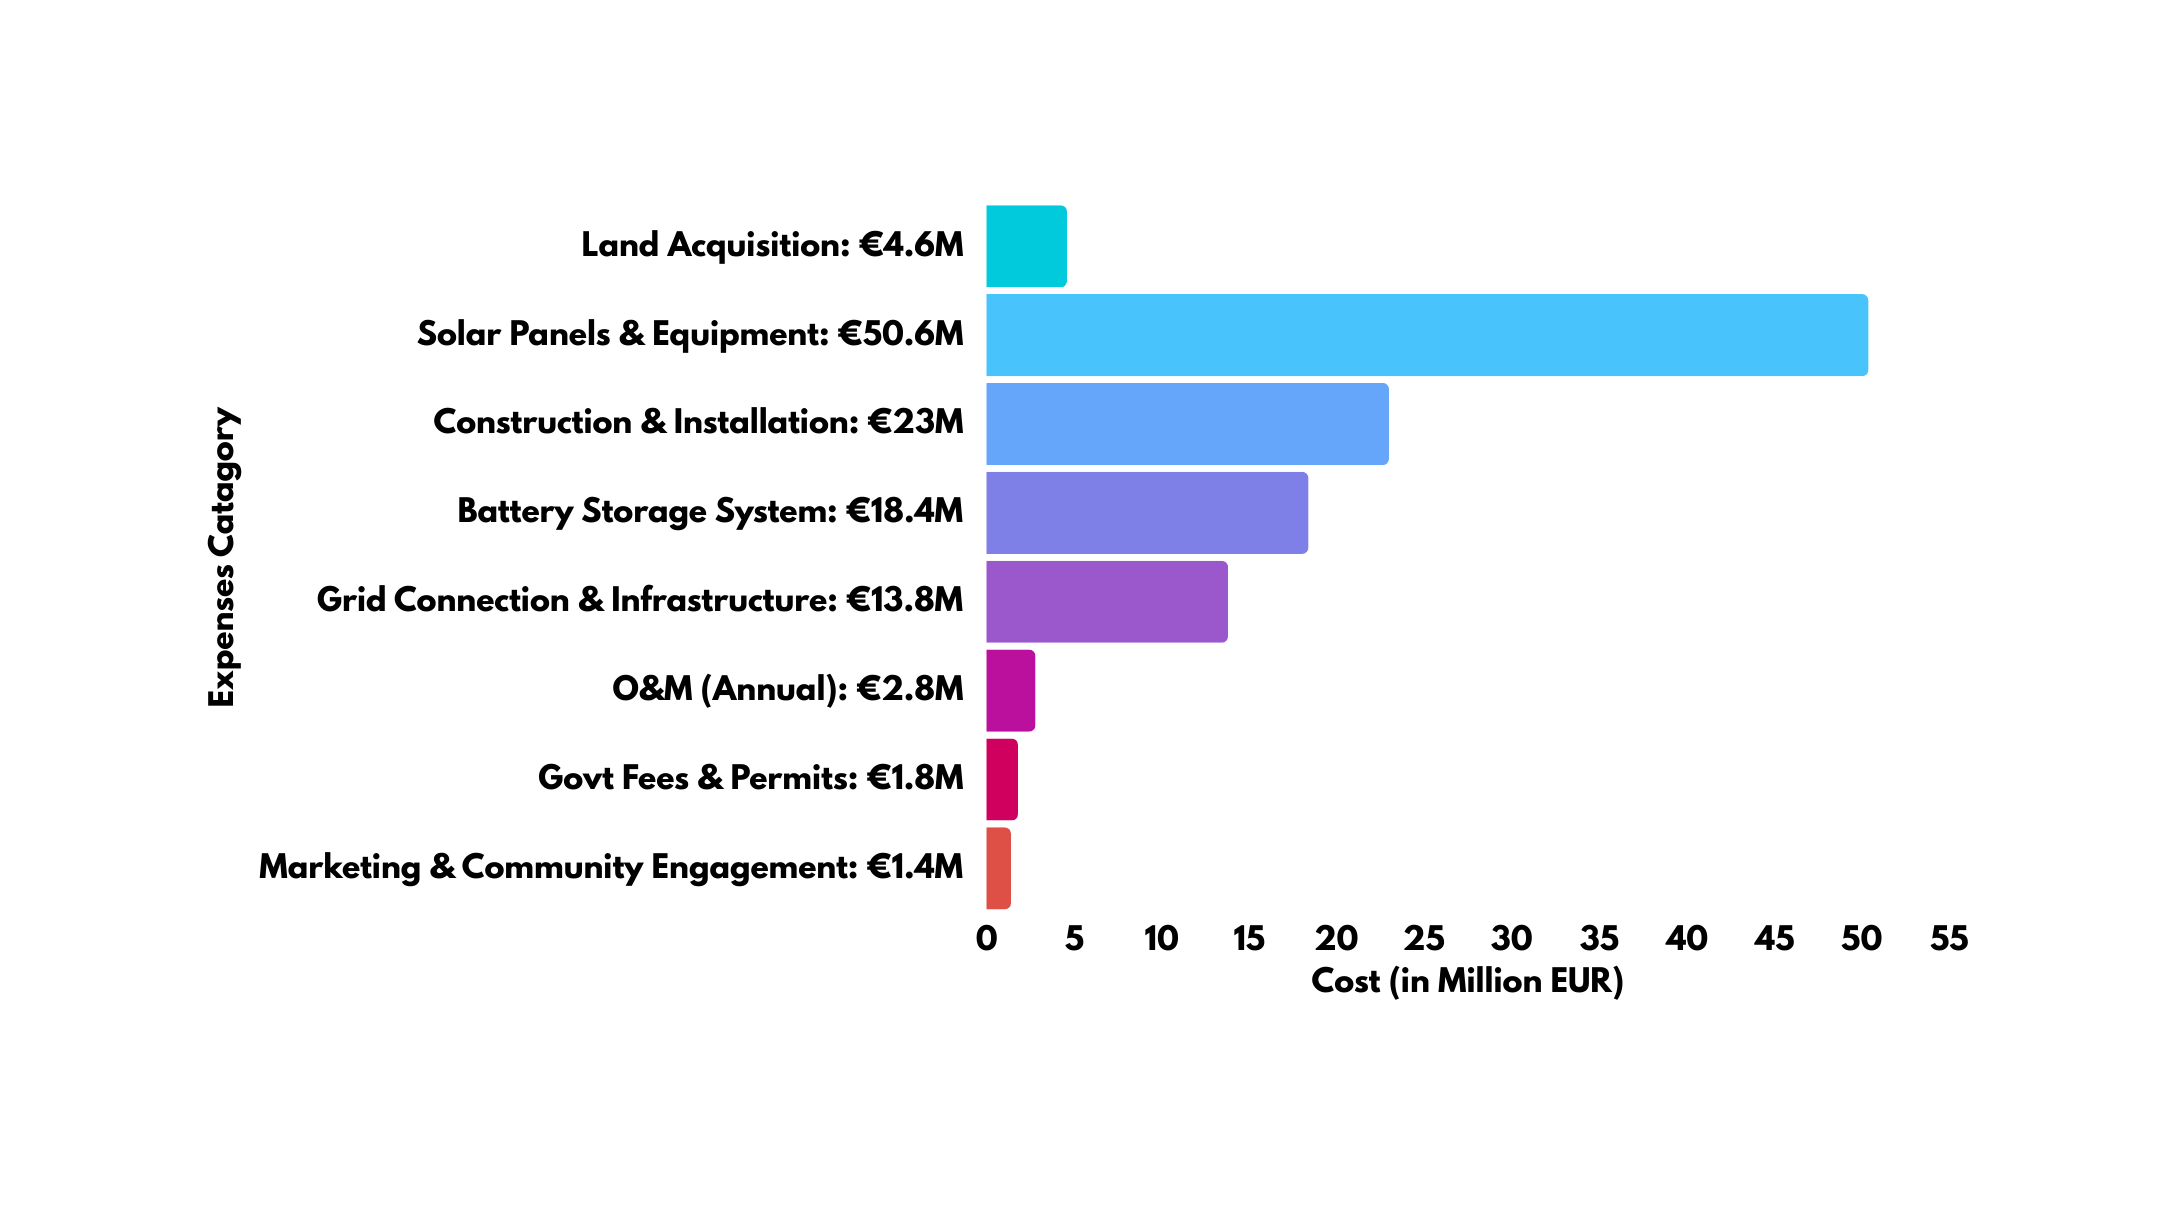 Land Acquisition: €4.6M
Solar Panels & Equipment: €50.6M
Construction & Installation: €23M
Battery Storage System: €18.4M
Grid Connection & Infrastructure: €13.8M
O&M (Annual): €2.8M
Govt Fees & Permits: €1.8M
Marketing & Community Engagement: €1.4M
Expenses Catagory
0 5 10 15 20 25 30 35 40 45 50 55
Cost (in Million EUR)